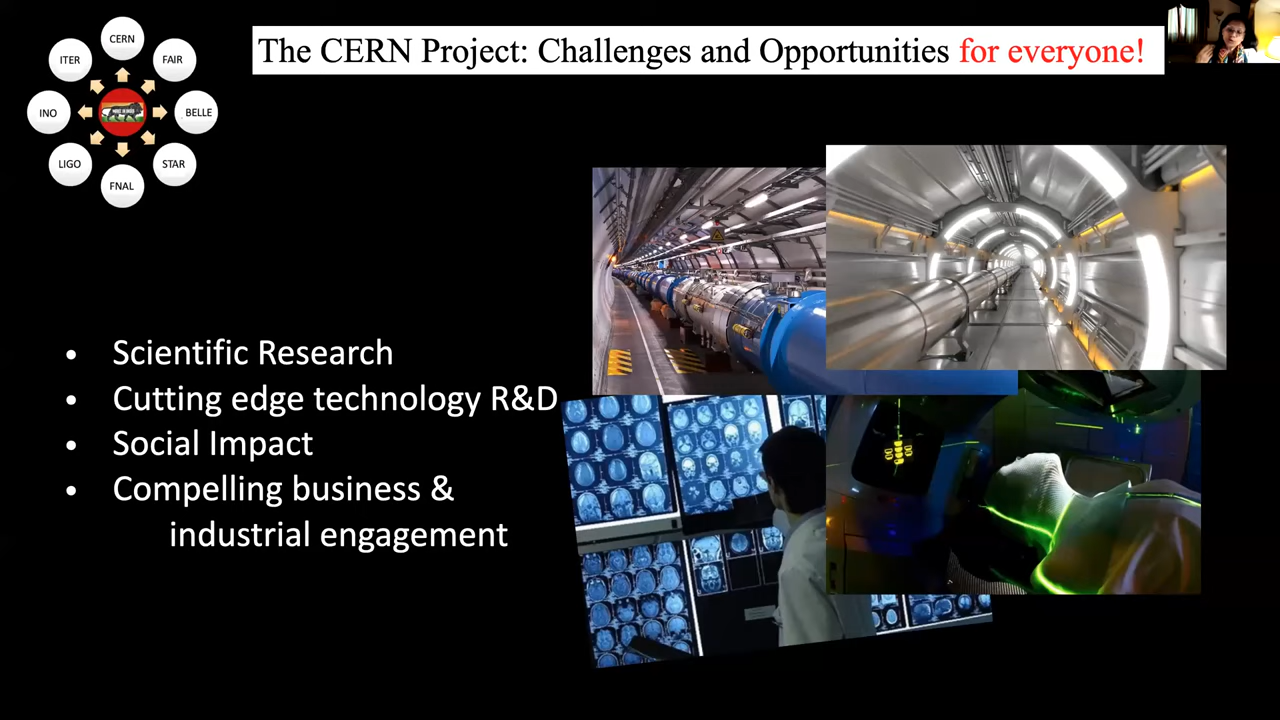 The CERN Project: Challenges and Opportunities for everyone!
CERN
FAIR
BELLE
STAR
FNAL
LIGO
INO
ITER
• Scientific Research
• Cutting edge technology R&D
• Social Impact
• Compelling business &
industrial engagement